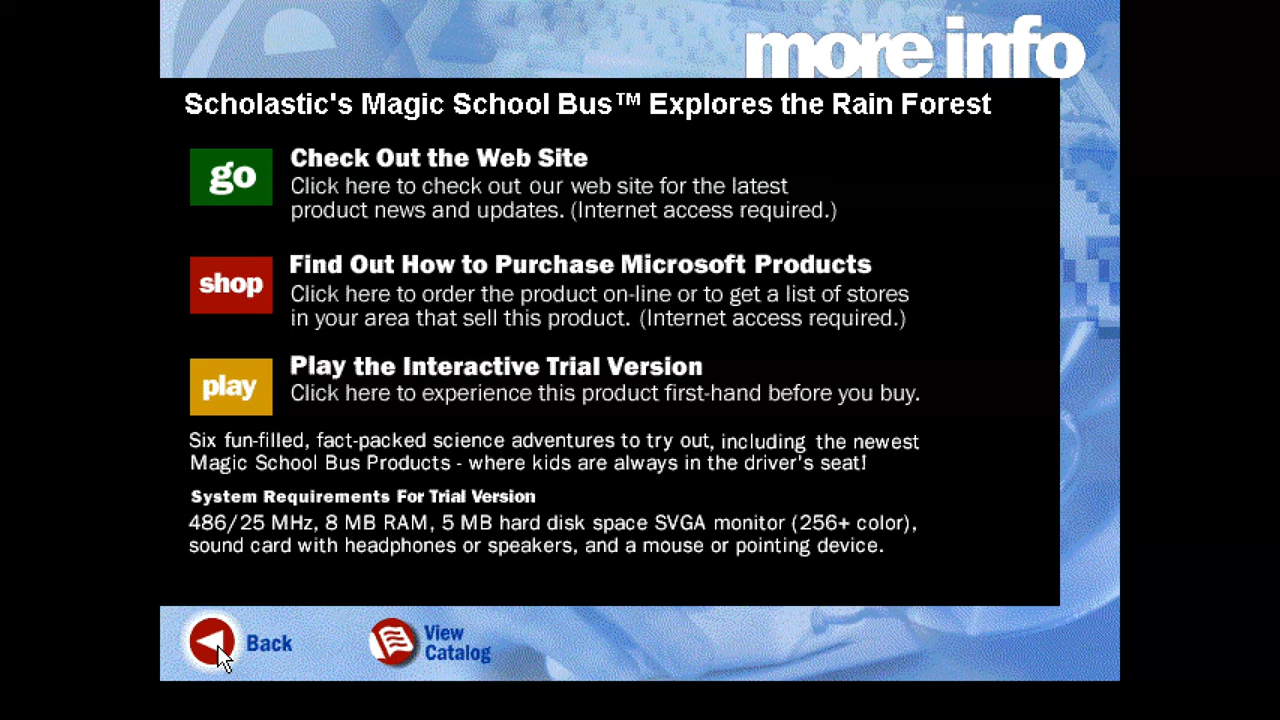 more info
Scholastic's Magic School Bus™ Explores the Rain Forest
go
Check Out the Web Site
Click here to check out our web site for the latest
product news and updates. (Internet access required.)
shop
Find Out How to Purchase Microsoft Products
Click here to order the product on-line or to get a list of stores
in your area that sell this product. (Internet access required.)
play
Play the Interactive Trial Version
Click here to experience this product first-hand before you buy.
Six fun-filled, fact-packed science adventures to try out, including the newest
Magic School Bus Products - where kids are always in the driver's seat!
System Requirements For Trial Version
486/25 MHz, 8 MB RAM, 5 MB hard disk space SVGA monitor (256+ color),
sound card with headphones or speakers, and a mouse or pointing device.
Back
View
Catalog